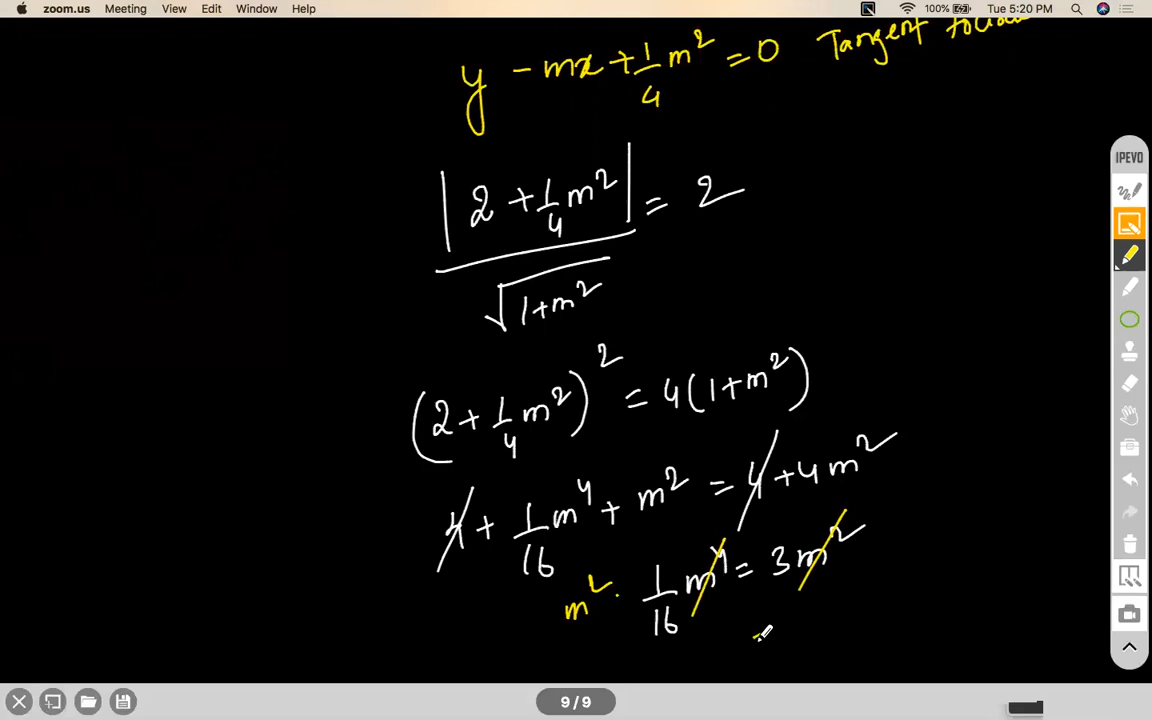 zoom.us Meeting View Edit Window Help 100% Tue 5:20 PM
y - mx + 1/4 m² = 0 Tangent to
IPEVO
|2 + 1/4 m²| / √(1+m²) = 2
(2 + 1/4 m²)² = 4(1+m²)
4 + 1/16 m⁴ + m² = 4 + 4m²
m². 1/16 m⁴ = 3m²
9 / 9